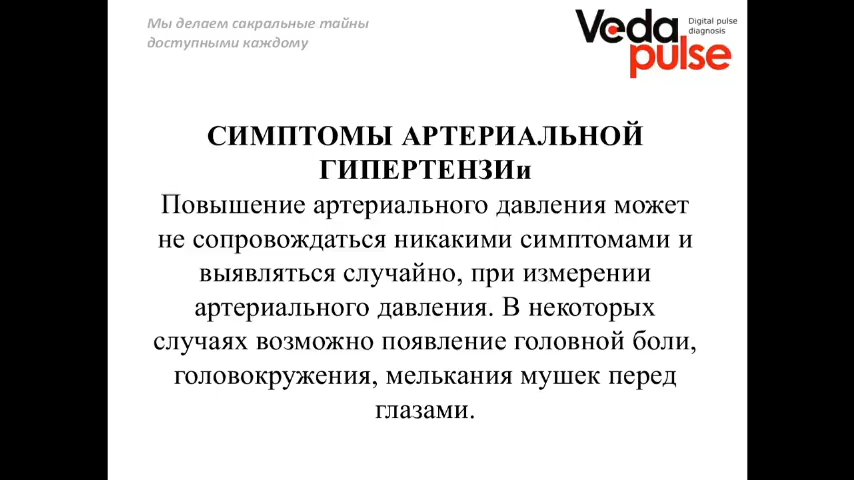 Мы делаем сакральные тайны
доступными каждому
Veda
pulse
Digital pulse
diagnosis
СИМПТОМЫ АРТЕРИАЛЬНОЙ
ГИПЕРТЕНЗИи
Повышение артериального давления может
не сопровождаться никакими симптомами и
выявляться случайно, при измерении
артериального давления. В некоторых
случаях возможно появление головной боли,
головокружения, мелькания мушек перед
глазами.